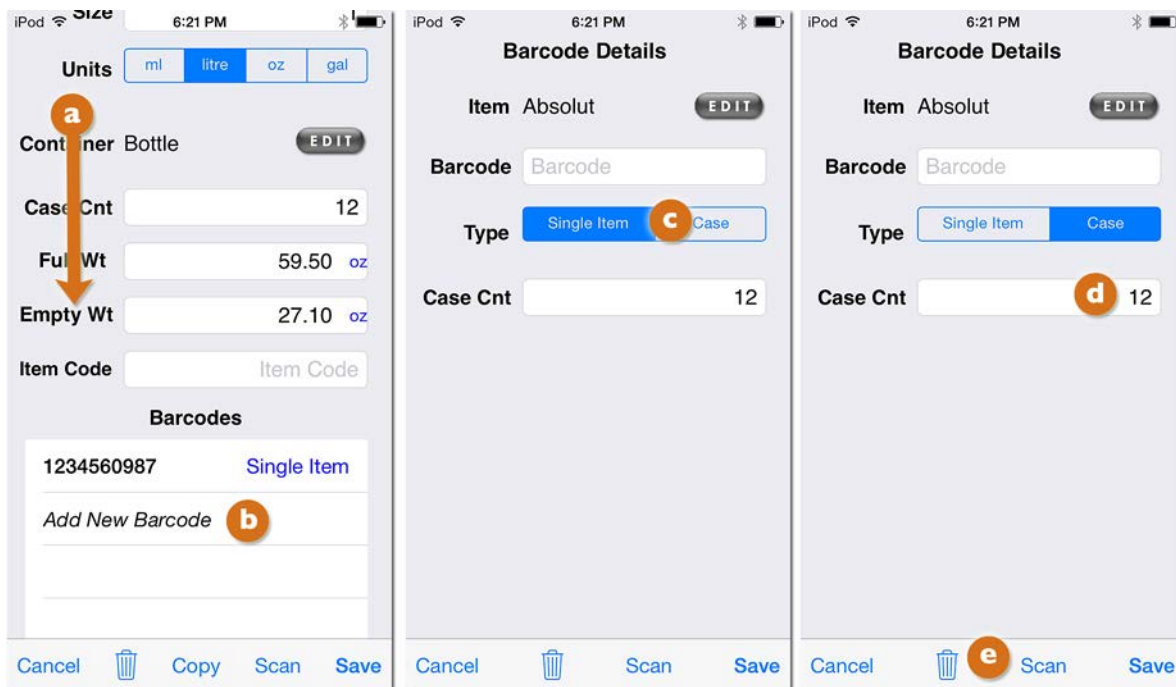 iPod 6:21 PM
Size
Units ml litre oz gal
a
Container Bottle EDIT
Case Cnt 12
Full Wt 59.50 oz
Empty Wt 27.10 oz
Item Code Item Code
Barcodes
1234560987 Single Item
Add New Barcode b
Cancel Copy Scan Save
iPod 6:21 PM
Barcode Details
Item Absolut EDIT
Barcode Barcode
Type Single Item c Case
Case Cnt 12
Cancel Scan Save
iPod 6:21 PM
Barcode Details
Item Absolut EDIT
Barcode Barcode
Type Single Item Case
Case Cnt d 12
Cancel e Scan Save